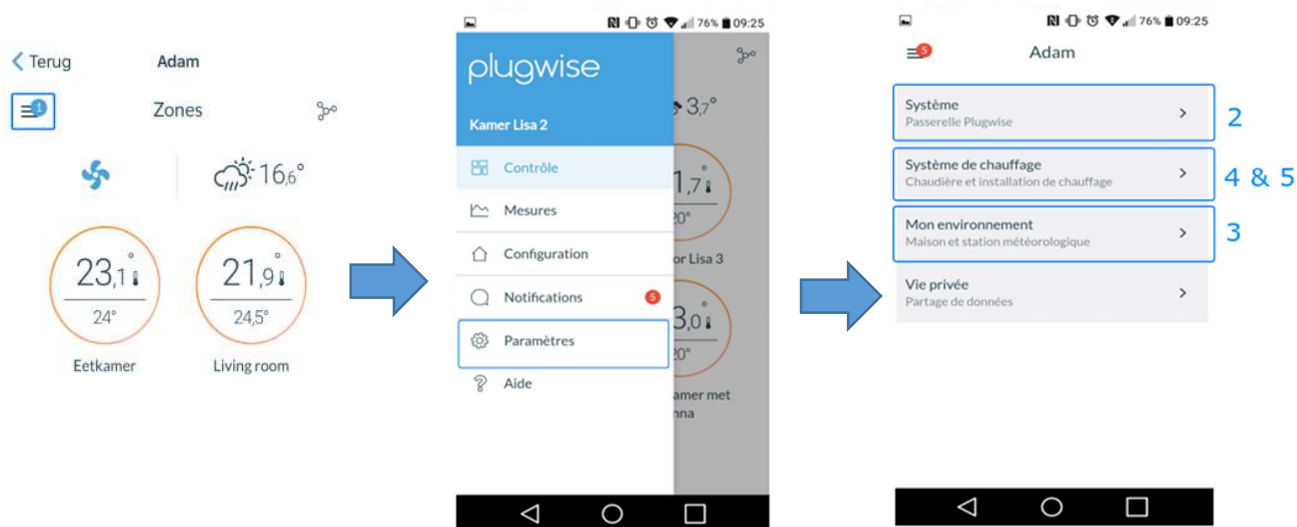 Terug
Adam
1
Zones
16,6°
23,1°
24°
Eetkamer
21,9°
24,5°
Living room
76% 09:25
plugwise
Kamer Lisa 2
Contrôle
Mesures
Configuration
Notifications 5
Paramètres
Aide
3,7°
1,7°
20°
or Lisa 3
3,0°
20°
amer met
nna
76% 09:25
5
Adam
Système
Passerelle Plugwise
2
Système de chauffage
Chaudière et installation de chauffage
4 & 5
Mon environnement
Maison et station météorologique
3
Vie privée
Partage de données